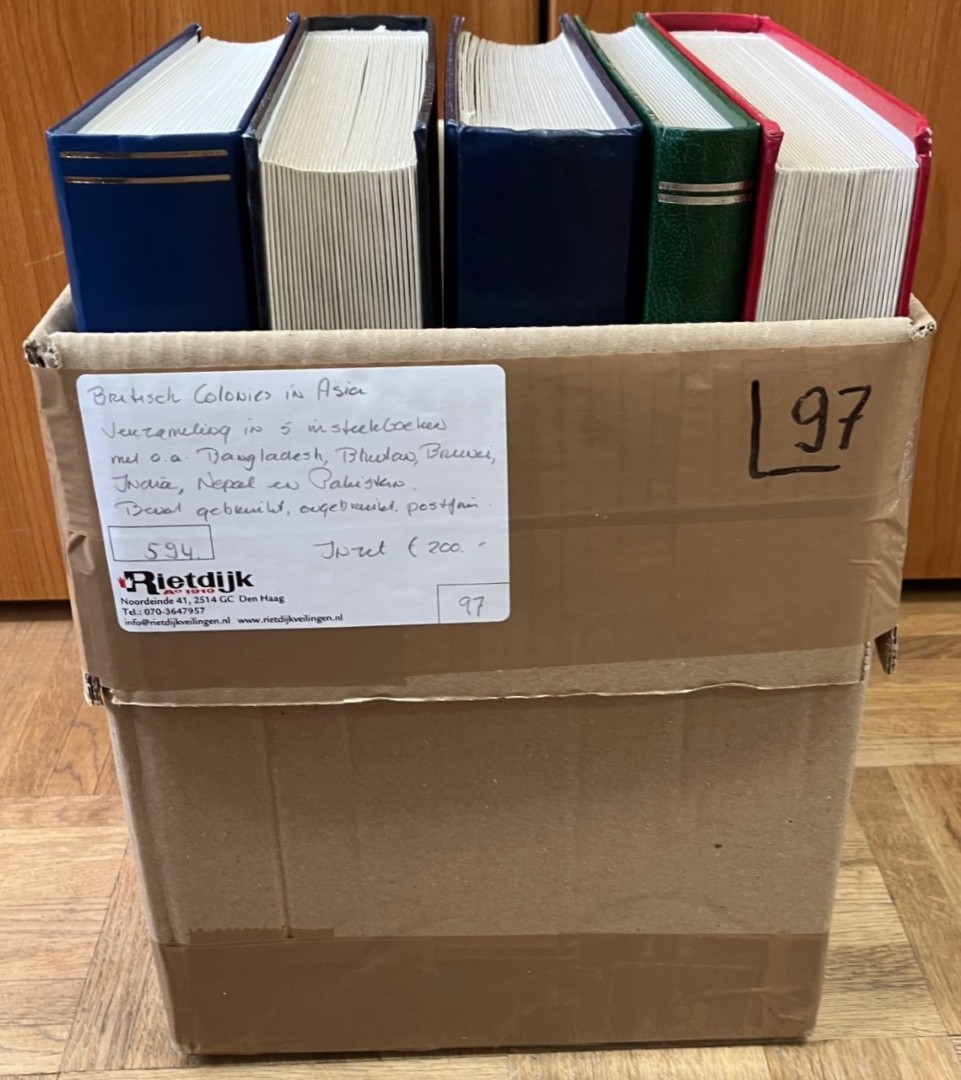 Britisch Colonies in Asia
Verzameling in 5 insteekboeken
met o.a. Bangladesh, Bhutan, Brunei,
India, Nepal en Pakistan.
Bevat gebruikt, ongebruikt, postfris.
594.
Inzet € 200.-
Rietdijk
Aº 1919
Noordeinde 41, 2514 GC Den Haag
Tel.: 070-3647957
info@rietdijkveilingen.nl www.rietdijkveilingen.nl
97
97